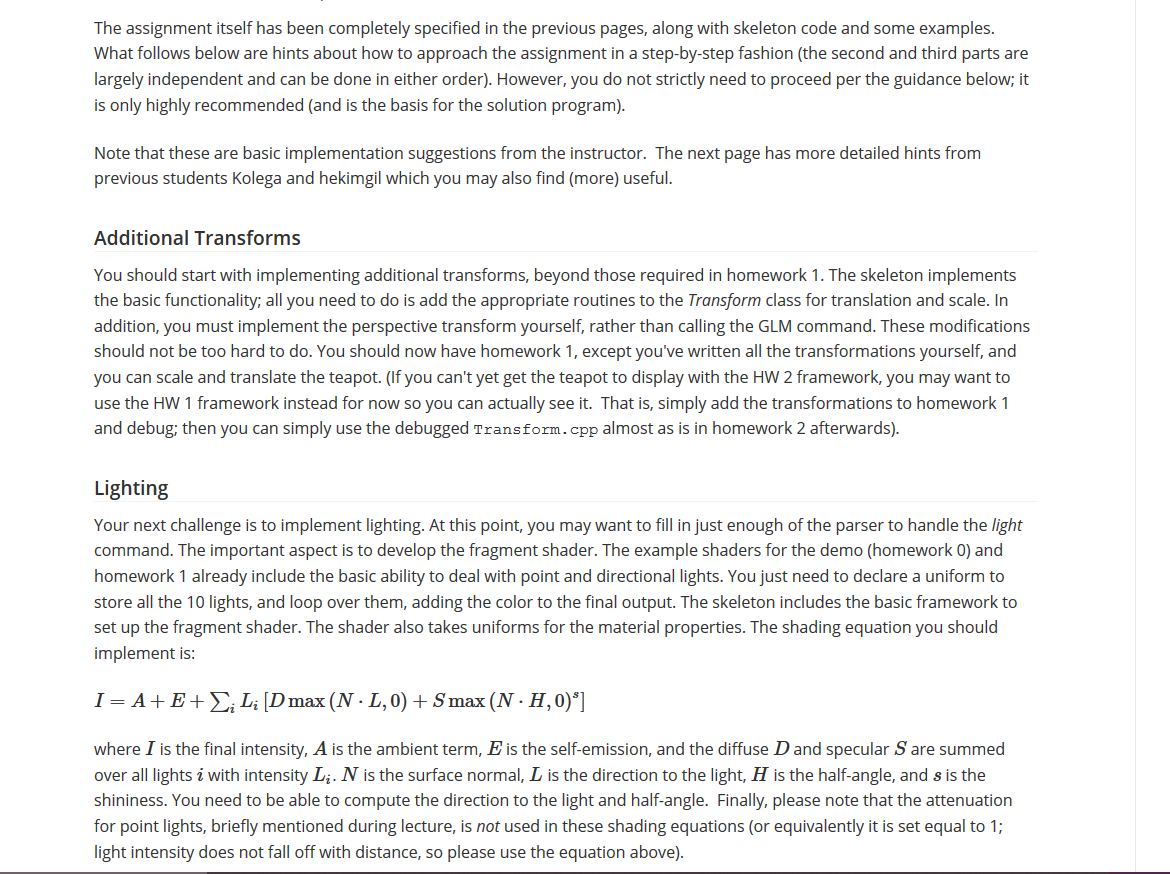 The assignment itself has been completely specified in the previous pages, along with skeleton code and some examples.
What follows below are hints about how to approach the assignment in a step-by-step fashion (the second and third parts are
largely independent and can be done in either order). However, you do not strictly need to proceed per the guidance below; it
is only highly recommended (and is the basis for the solution program).
Note that these are basic implementation suggestions from the instructor.  The next page has more detailed hints from
previous students Kolega and hekimgil which you may also find (more) useful.
Additional Transforms
You should start with implementing additional transforms, beyond those required in homework 1. The skeleton implements
the basic functionality; all you need to do is add the appropriate routines to the Transform class for translation and scale. In
addition, you must implement the perspective transform yourself, rather than calling the GLM command. These modifications
should not be too hard to do. You should now have homework 1, except you've written all the transformations yourself, and
you can scale and translate the teapot. (If you can't yet get the teapot to display with the HW 2 framework, you may want to
use the HW 1 framework instead for now so you can actually see it.  That is, simply add the transformations to homework 1
and debug; then you can simply use the debugged Transform.cpp almost as is in homework 2 afterwards).
Lighting
Your next challenge is to implement lighting. At this point, you may want to fill in just enough of the parser to handle the light
command. The important aspect is to develop the fragment shader. The example shaders for the demo (homework 0) and
homework 1 already include the basic ability to deal with point and directional lights. You just need to declare a uniform to
store all the 10 lights, and loop over them, adding the color to the final output. The skeleton includes the basic framework to
set up the fragment shader. The shader also takes uniforms for the material properties. The shading equation you should
implement is:
I = A + E + ∑ᵢ Lᵢ [D max (N · L, 0) + S max (N · H, 0)ˢ]
where I is the final intensity, A is the ambient term, E is the self-emission, and the diffuse D and specular S are summed
over all lights i with intensity Lᵢ. N is the surface normal, L is the direction to the light, H is the half-angle, and s is the
shininess. You need to be able to compute the direction to the light and half-angle.  Finally, please note that the attenuation
for point lights, briefly mentioned during lecture, is not used in these shading equations (or equivalently it is set equal to 1;
light intensity does not fall off with distance, so please use the equation above).